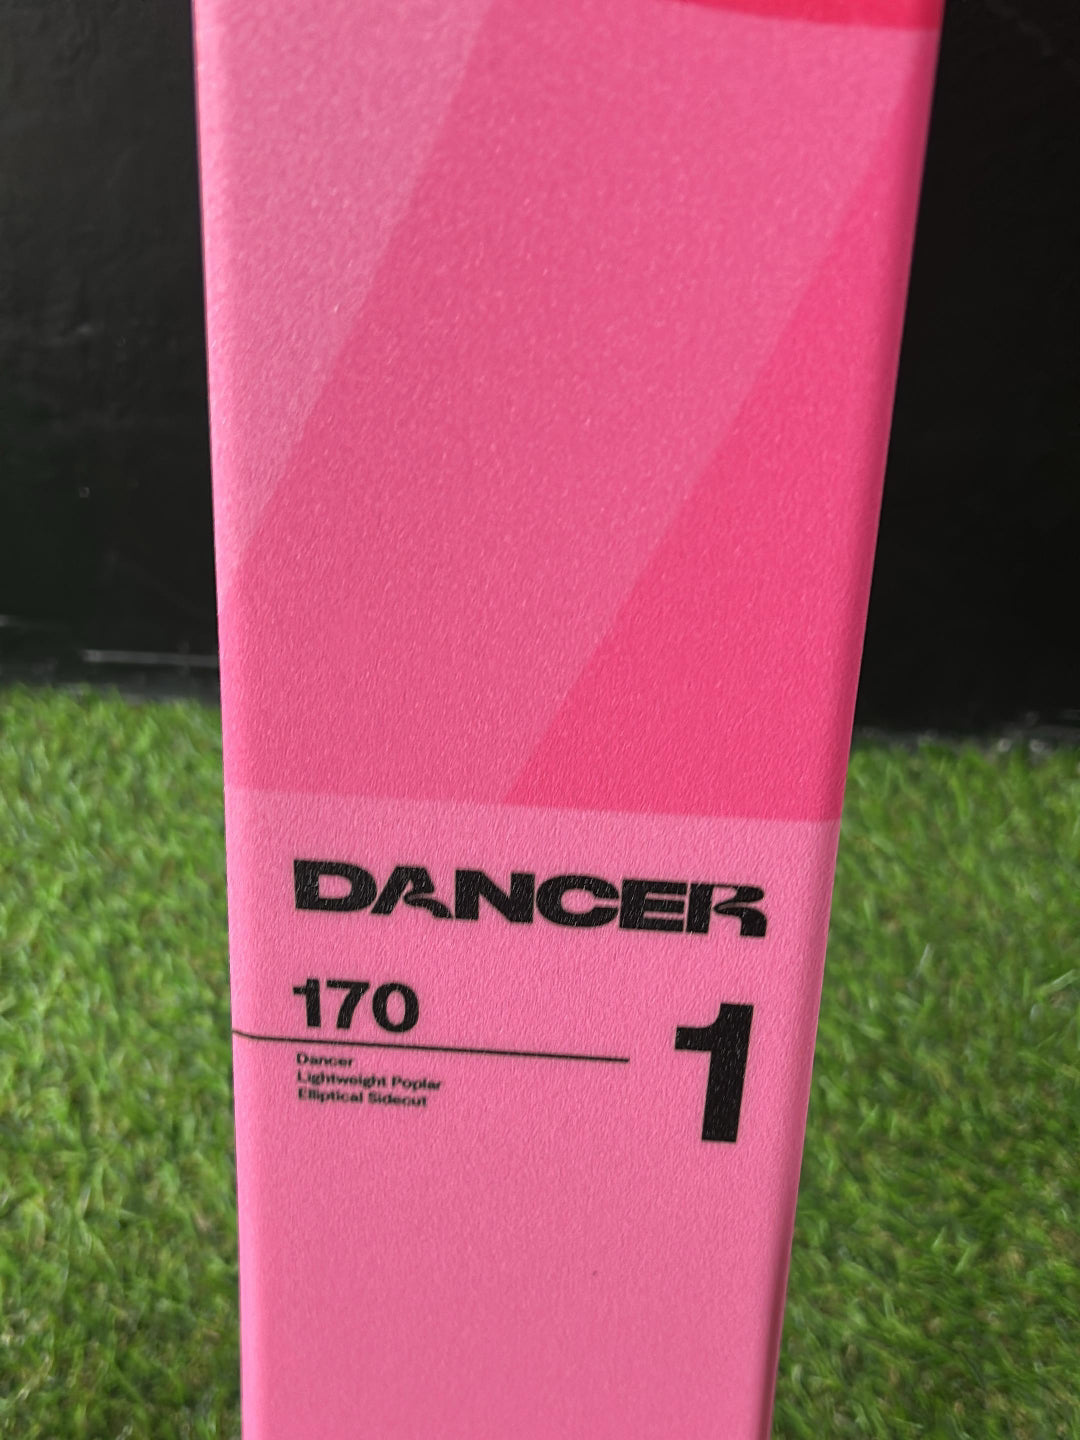 DANCER
170
1
Dancer
Lightweight Poplar
Elliptical Sidecut